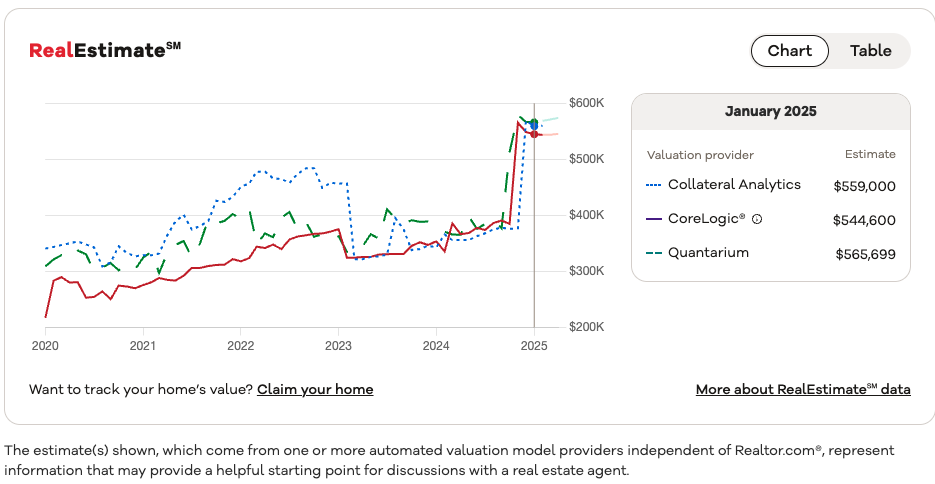 RealEstimate℠
Chart
Table
$600K
$500K
$400K
$300K
$200K
2020
2021
2022
2023
2024
2025
January 2025
Valuation provider
Estimate
Collateral Analytics
$559,000
CoreLogic® ⓘ
$544,600
Quantarium
$565,699
Want to track your home's value? Claim your home
More about RealEstimate℠ data
The estimate(s) shown, which come from one or more automated valuation model providers independent of Realtor.com®, represent
information that may provide a helpful starting point for discussions with a real estate agent.